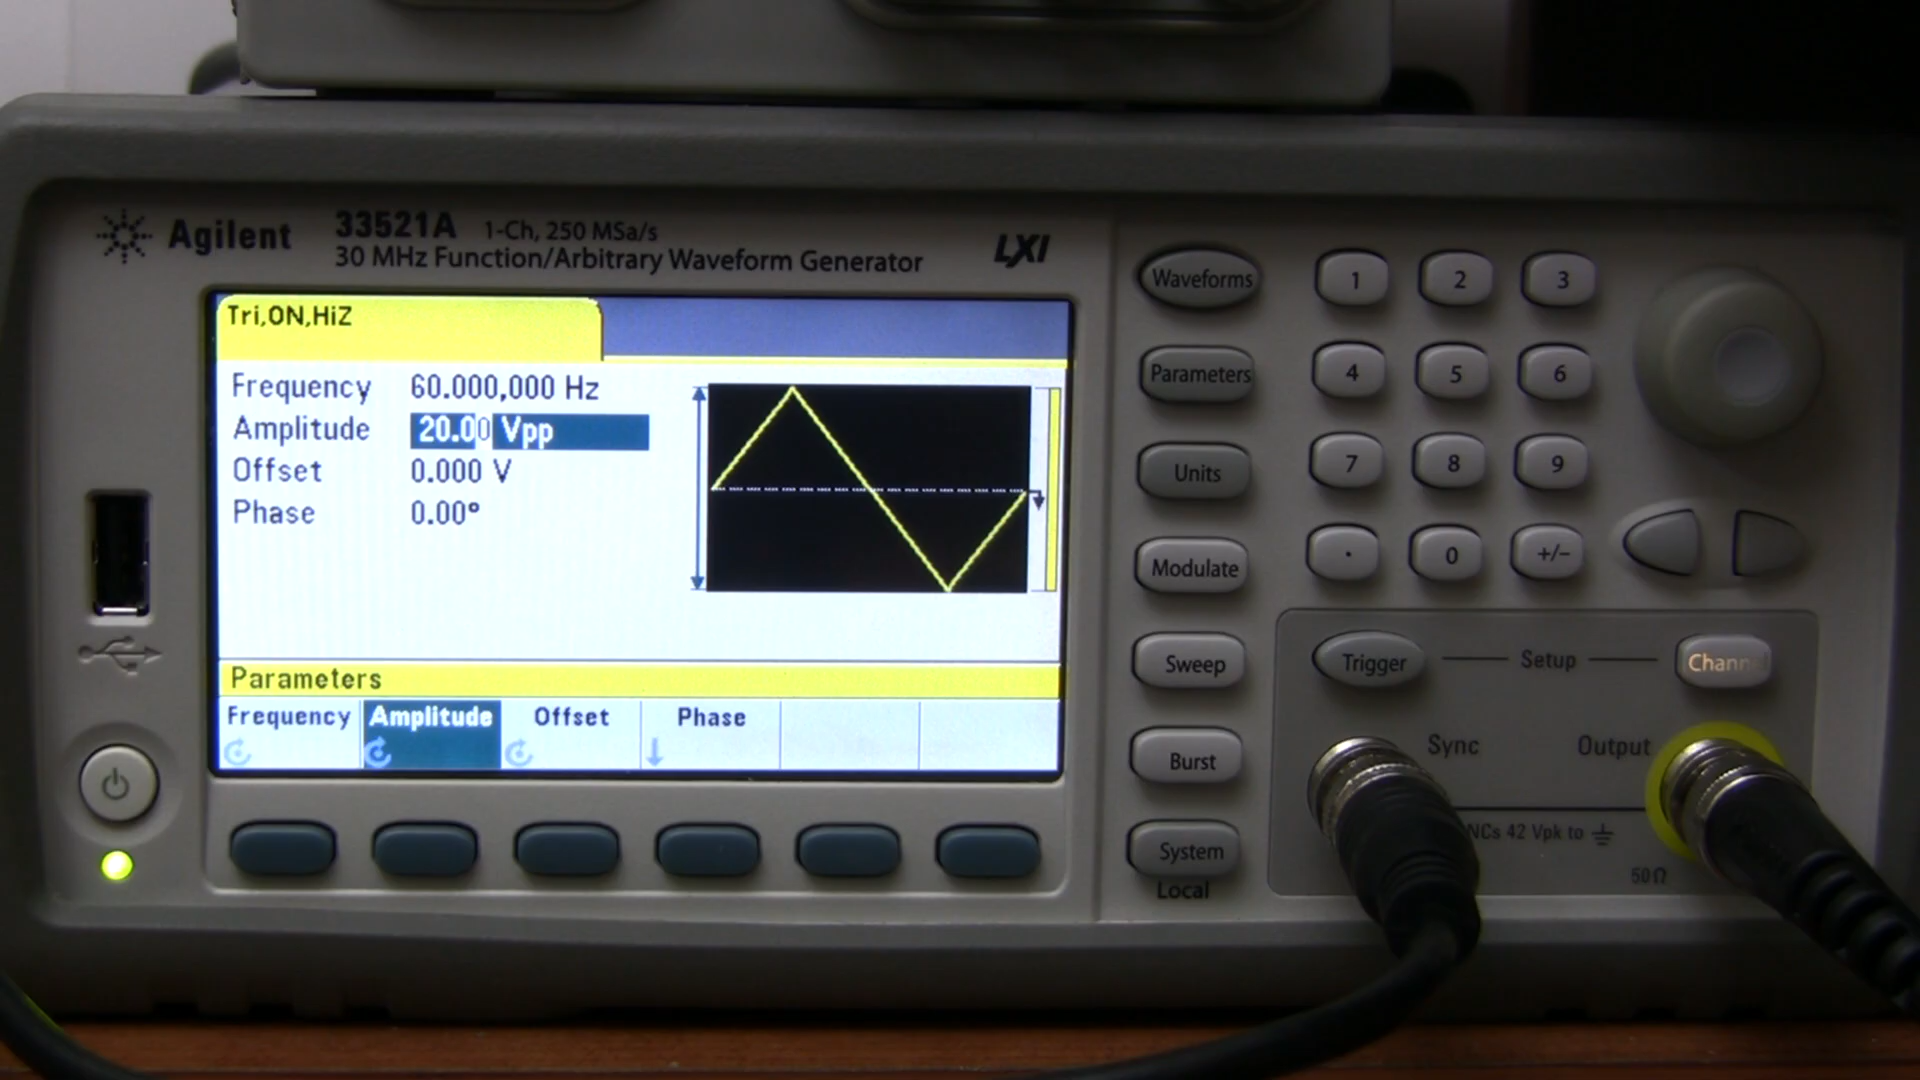 Agilent
33521A 1-Ch, 250 MSa/s
30 MHz Function/Arbitrary Waveform Generator
LXI
Tri,ON,HiZ
Frequency 60.000,000 Hz
Amplitude 20.00 Vpp
Offset 0.000 V
Phase 0.00°
Parameters
Frequency Amplitude Offset Phase
Waveforms
Parameters
Units
Modulate
Sweep
Burst
System
Local
1 2 3
4 5 6
7 8 9
. 0 +/−
Trigger Setup Channel
Sync Output
NCs 42 Vpk to
50Ω